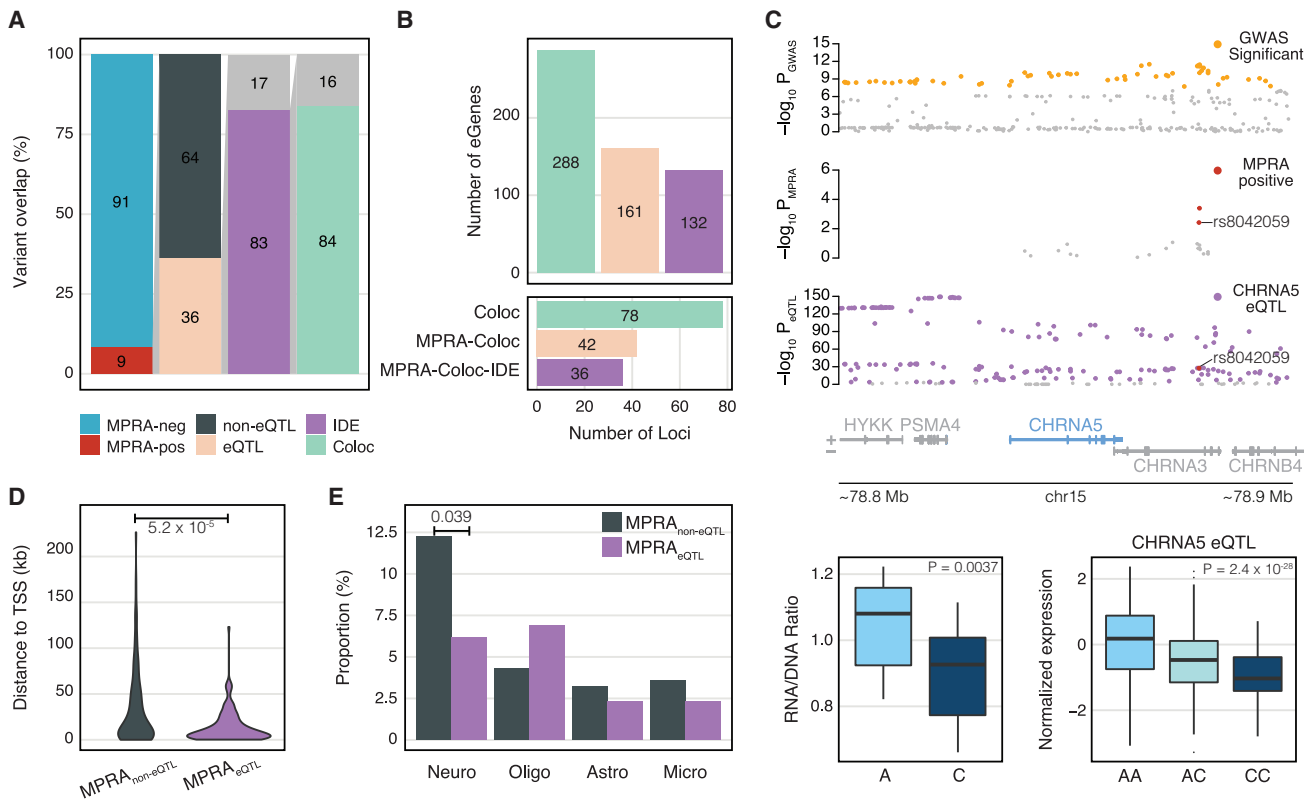 A
Variant overlap (%)
100
75
50
25
0
91
9
64
36
17
83
16
84
MPRA-neg
non-eQTL
IDE
MPRA-pos
eQTL
Coloc
B
Number of eGenes
200
100
0
288
161
132
Coloc
78
MPRA-Coloc
42
MPRA-Coloc-IDE
36
0 20 40 60 80
Number of Loci
C
−log10 PGWAS
15
12
9
6
3
0
GWAS
Significant
−log10 PMPRA
6
4
2
0
MPRA
positive
rs8042059
−log10 PeQTL
150
120
90
60
30
0
CHRNA5
eQTL
rs8042059
+
−
HYKK
PSMA4
CHRNA5
CHRNA3
CHRNB4
~78.8 Mb
chr15
~78.9 Mb
RNA/DNA Ratio
1.2
1.0
0.8
P = 0.0037
A
C
CHRNA5 eQTL
Normalized expression
2
0
−2
P = 2.4 x 10-28
AA
AC
CC
D
Distance to TSS (kb)
200
150
100
50
0
5.2 x 10-5
MPRAnon-eQTL
MPRAeQTL
E
Proportion (%)
12.5
10
7.5
5
2.5
0
0.039
MPRAnon-eQTL
MPRAeQTL
Neuro
Oligo
Astro
Micro